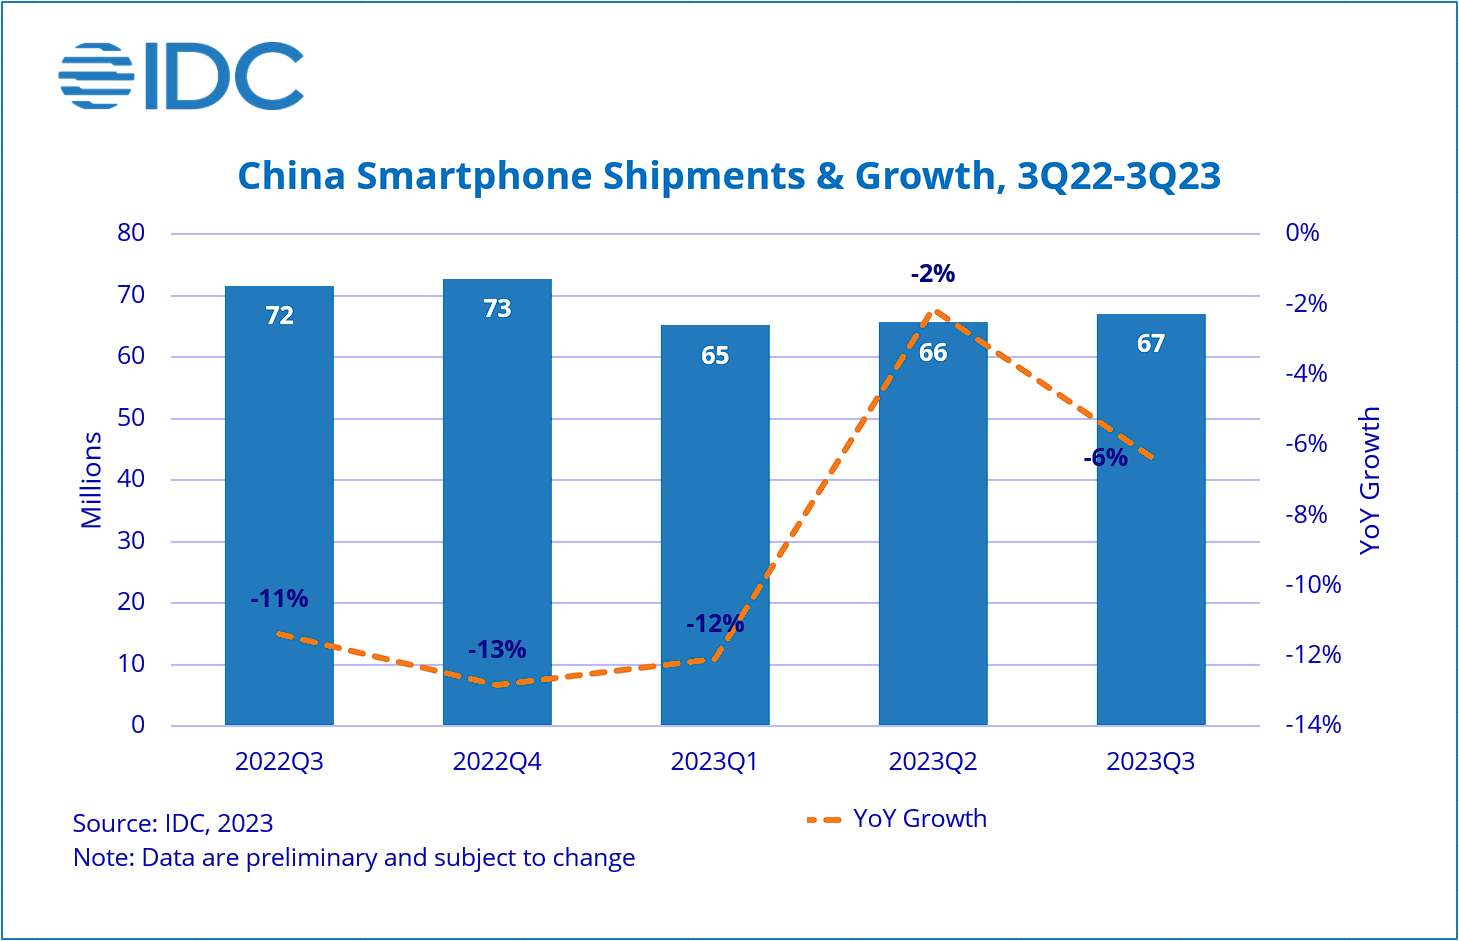 IDC
China Smartphone Shipments & Growth, 3Q22-3Q23
80
70
60
50
40
30
20
10
0
Millions
0%
-2%
-4%
-6%
-8%
-10%
-12%
-14%
YoY Growth
72
73
65
66
67
-11%
-13%
-12%
-2%
-6%
2022Q3
2022Q4
2023Q1
2023Q2
2023Q3
YoY Growth
Source: IDC, 2023
Note: Data are preliminary and subject to change